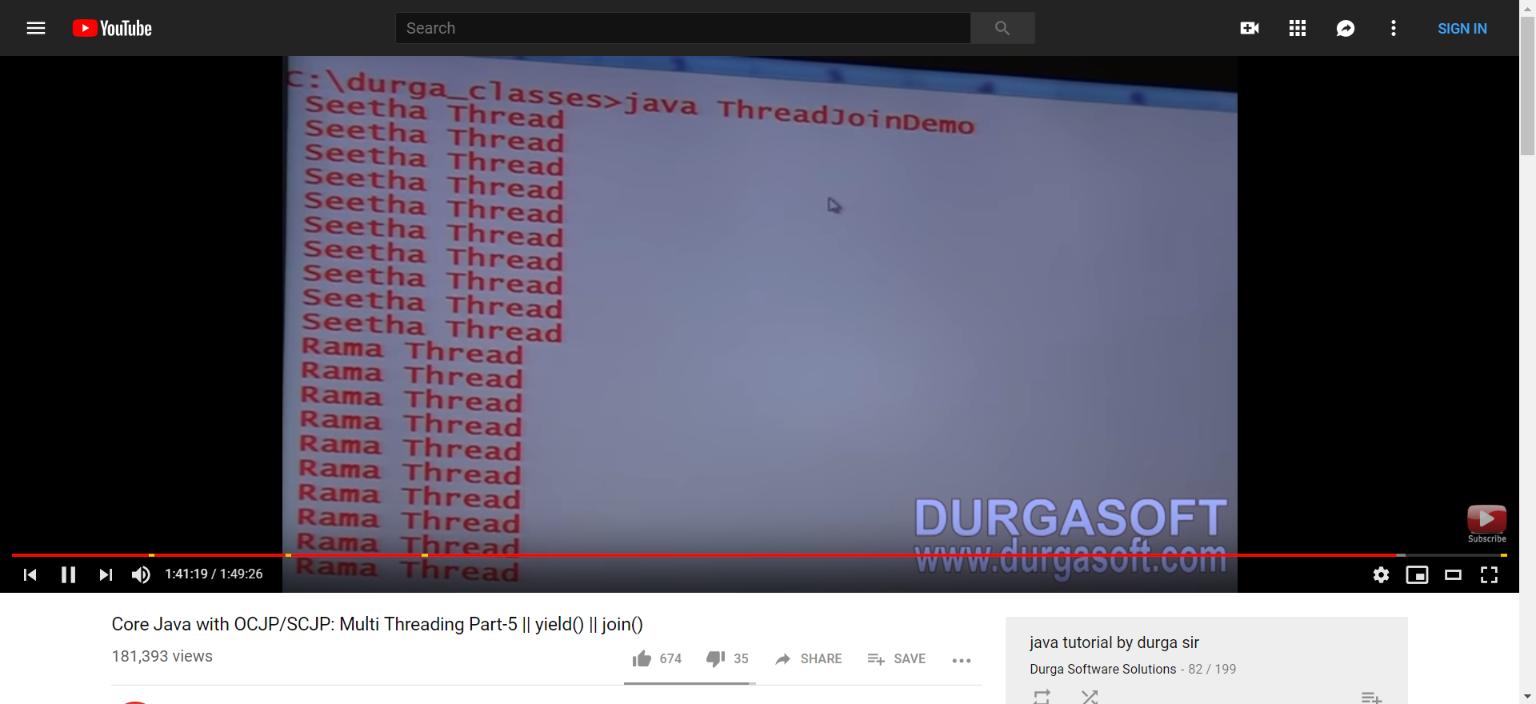 YouTube
Search
SIGN IN
C:\durga_classes>java ThreadJoinDemo
Seetha Thread
Seetha Thread
Seetha Thread
Seetha Thread
Seetha Thread
Seetha Thread
Seetha Thread
Seetha Thread
Seetha Thread
Seetha Thread
Rama Thread
Rama Thread
Rama Thread
Rama Thread
Rama Thread
Rama Thread
Rama Thread
Rama Thread
Rama Thread
Rama Thread
DURGASOFT
www.durgasoft.com
Subscribe
1:41:19 / 1:49:26
Core Java with OCJP/SCJP: Multi Threading Part-5 || yield() || join()
181,393 views
674
35
SHARE
SAVE
java tutorial by durga sir
Durga Software Solutions - 82 / 199